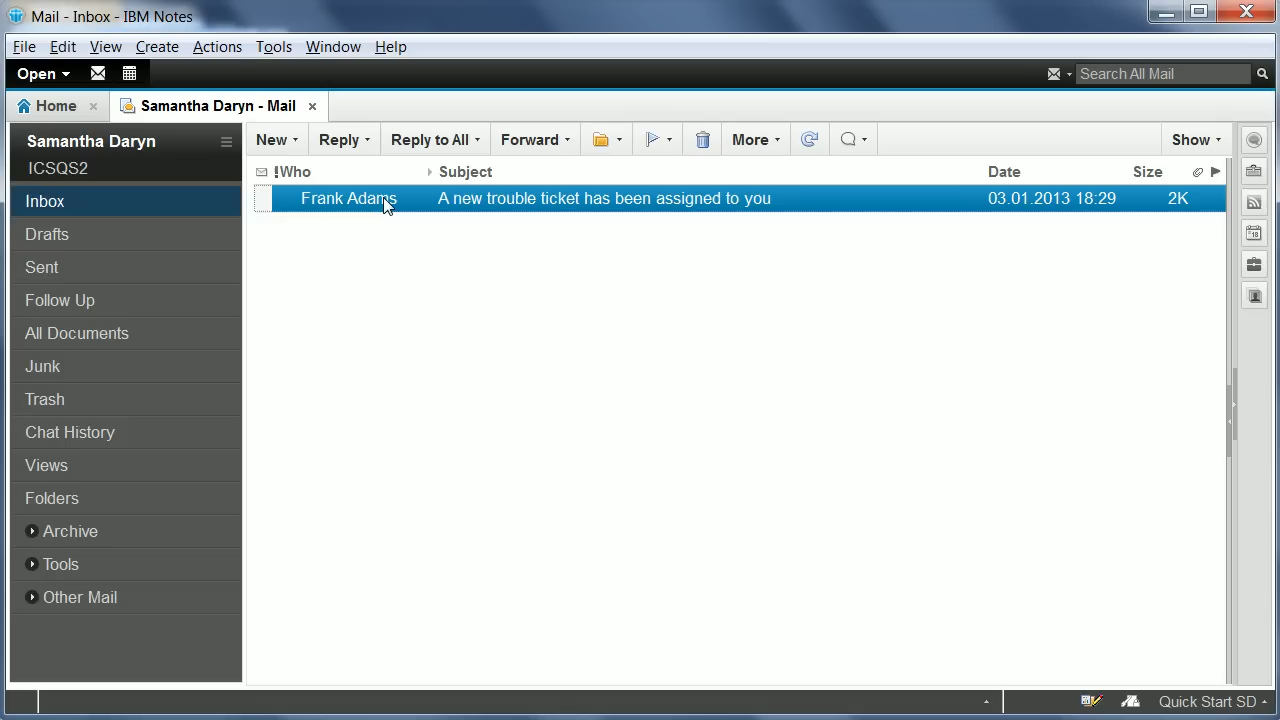 Mail - Inbox - IBM Notes
File Edit View Create Actions Tools Window Help
Open Search All Mail
Home Samantha Daryn - Mail
Samantha Daryn
ICSQS2
New Reply Reply to All Forward More Show
! Who Subject Date Size
Frank Adams A new trouble ticket has been assigned to you 03.01.2013 18:29 2K
Inbox
Drafts
Sent
Follow Up
All Documents
Junk
Trash
Chat History
Views
Folders
Archive
Tools
Other Mail
18
Quick Start SD